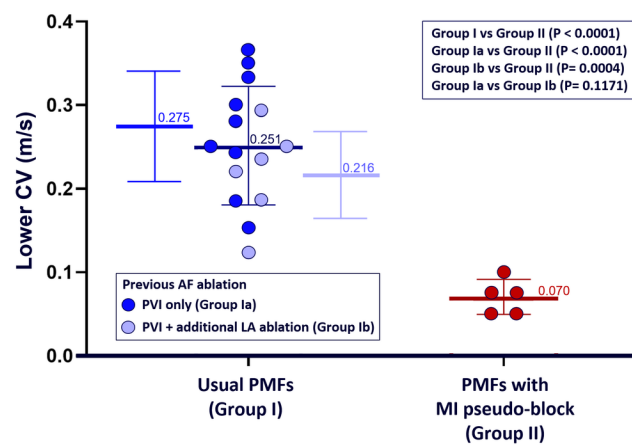 Lower CV (m/s)
0.4
0.3
0.2
0.1
0.0
Group I vs Group II (P < 0.0001)
Group Ia vs Group II (P < 0.0001)
Group Ib vs Group II (P= 0.0004)
Group Ia vs Group Ib (P= 0.1171)
0.275
0.251
0.216
0.070
Previous AF ablation
PVI only (Group Ia)
PVI + additional LA ablation (Group Ib)
Usual PMFs
(Group I)
PMFs with
MI pseudo-block
(Group II)